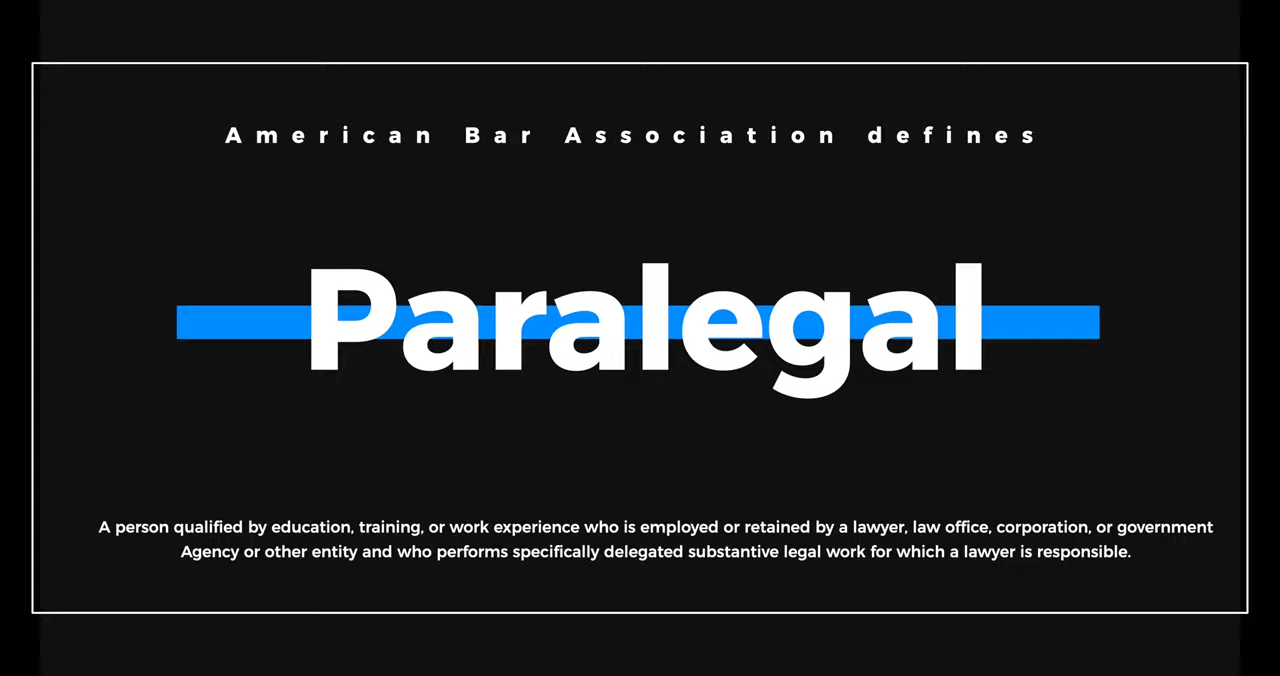 American Bar Association defines
Paralegal
A person qualified by education, training, or work experience who is employed or retained by a lawyer, law office, corporation, or government
Agency or other entity and who performs specifically delegated substantive legal work for which a lawyer is responsible.